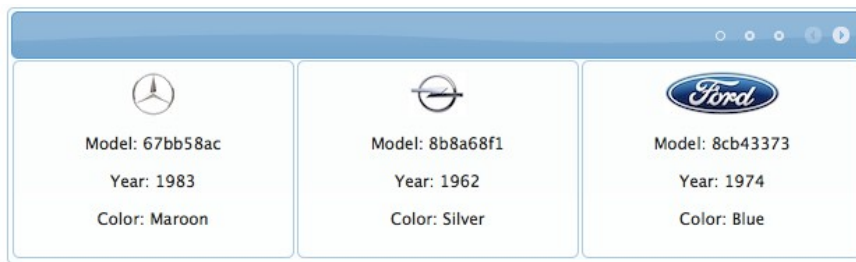 Ford
Model: 67bb58ac
Year: 1983
Color: Maroon
Model: 8b8a68f1
Year: 1962
Color: Silver
Model: 8cb43373
Year: 1974
Color: Blue